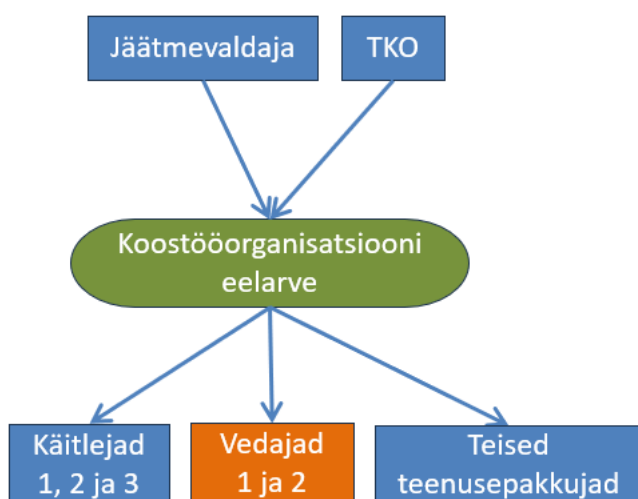 Jäätmevaldaja
TKO
Koostööorganisatsiooni
eelarve
Käitlejad
1, 2 ja 3
Vedajad
1 ja 2
Teised
teenusepakkujad